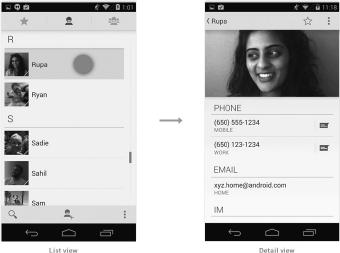 1:01
R
Rupa
Ryan
S
Sadie
Sahil
Sam
List view
11:18
Rupa
PHONE
(650) 555-1234
MOBILE
(650) 123-1234
WORK
EMAIL
xyz.home@android.com
HOME
IM
Detail view